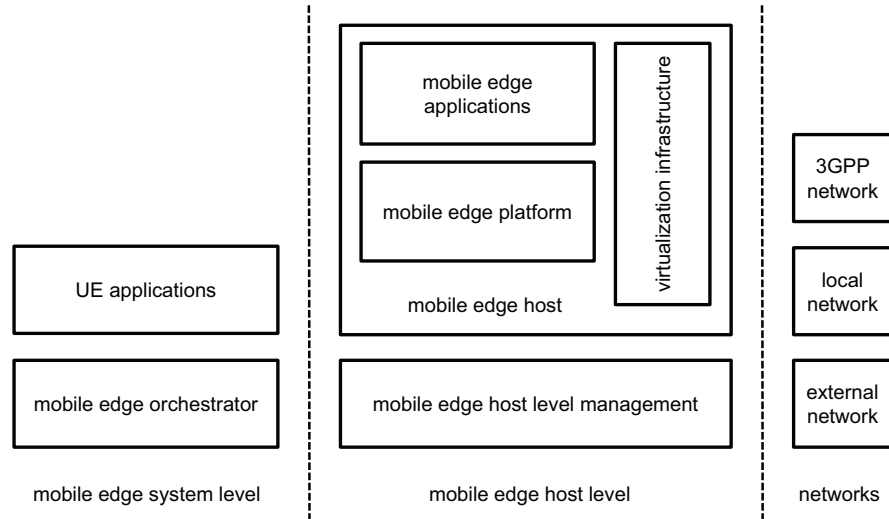 UE applications
mobile edge orchestrator
mobile edge system level
mobile edge
applications
mobile edge platform
virtualization infrastructure
mobile edge host
mobile edge host level management
mobile edge host level
3GPP
network
local
network
external
network
networks